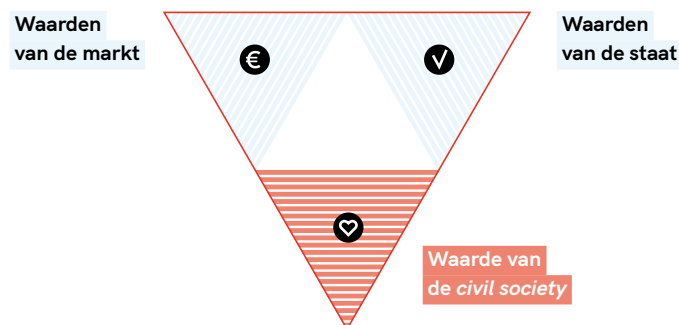 Waarden
van de markt
Waarden
van de staat
€
√
Waarde van
de civil society